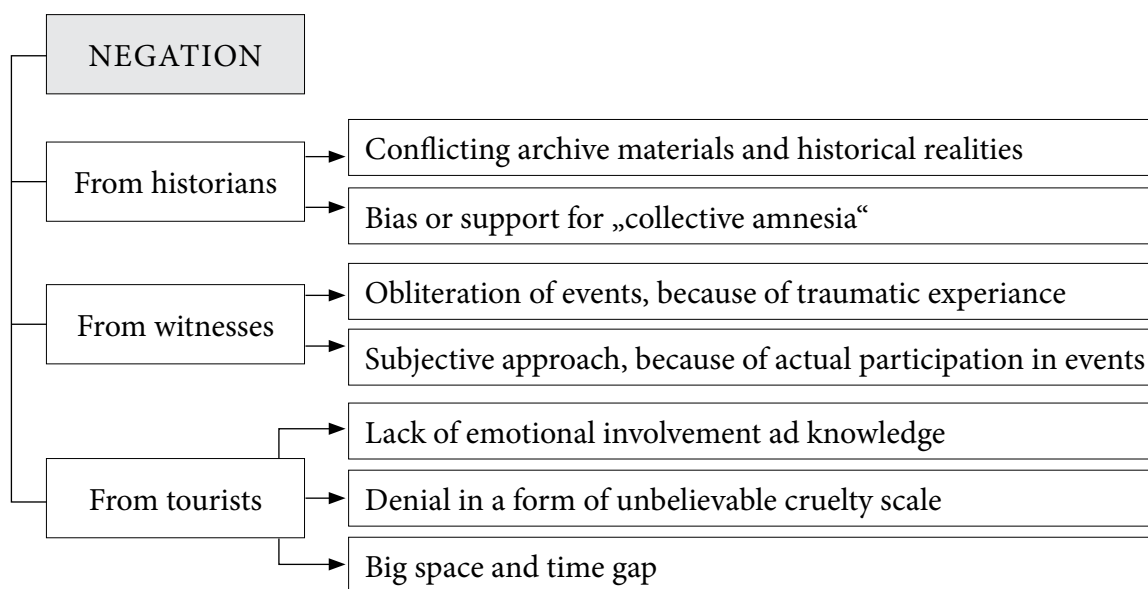 NEGATION
From historians
Conflicting archive materials and historical realities
Bias or support for „collective amnesia“
From witnesses
Obliteration of events, because of traumatic experiance
Subjective approach, because of actual participation in events
From tourists
Lack of emotional involvement ad knowledge
Denial in a form of unbelievable cruelty scale
Big space and time gap